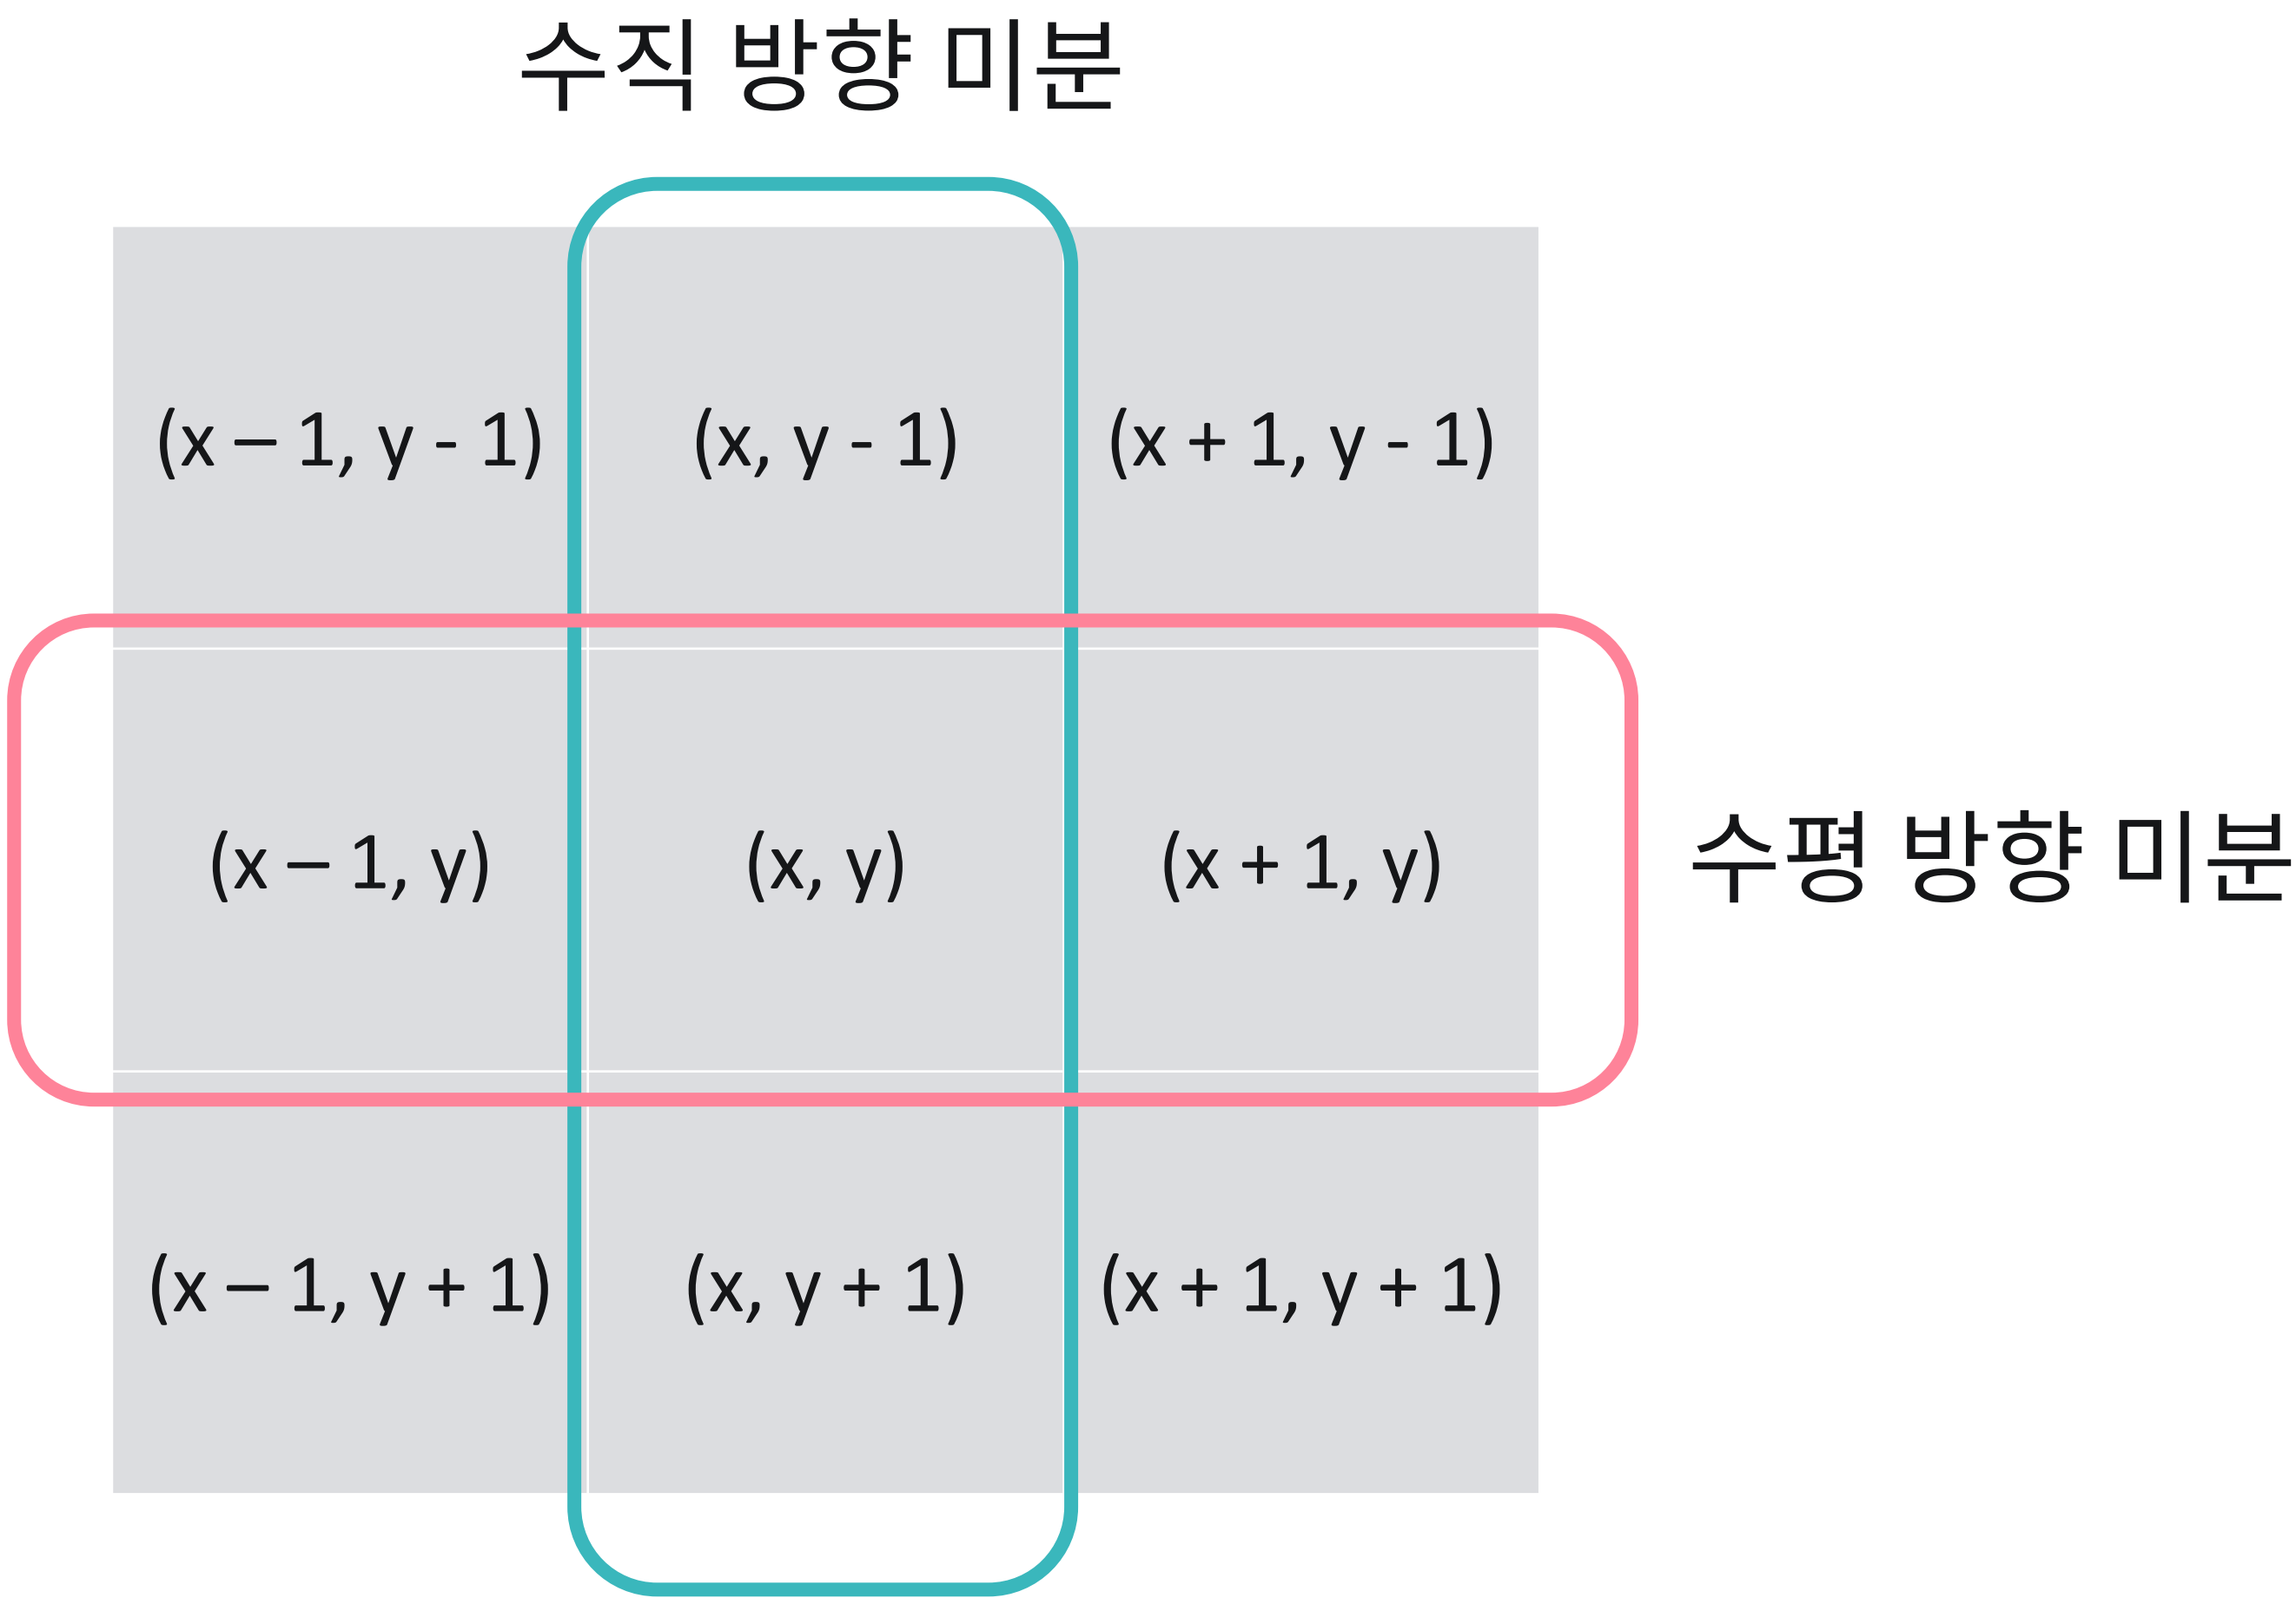 수직 방향 미분
(x – 1, y - 1)
(x, y - 1)
(x + 1, y - 1)
(x – 1, y)
(x, y)
(x + 1, y)
수평 방향 미분
(x – 1, y + 1)
(x, y + 1)
(x + 1, y + 1)